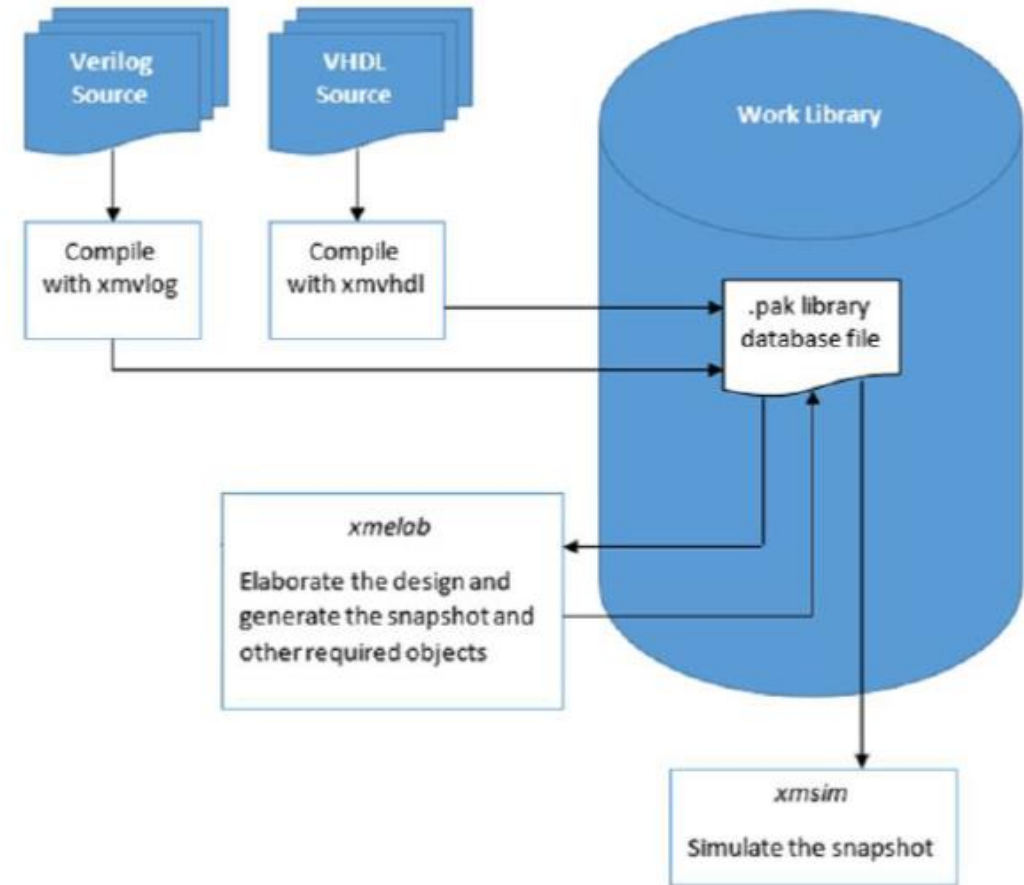 Verilog
Source
VHDL
Source
Work Library
Compile
with xmvlog
Compile
with xmvhdl
.pak library
database file
xmelab
Elaborate the design and
generate the snapshot and
other required objects
xmsim
Simulate the snapshot